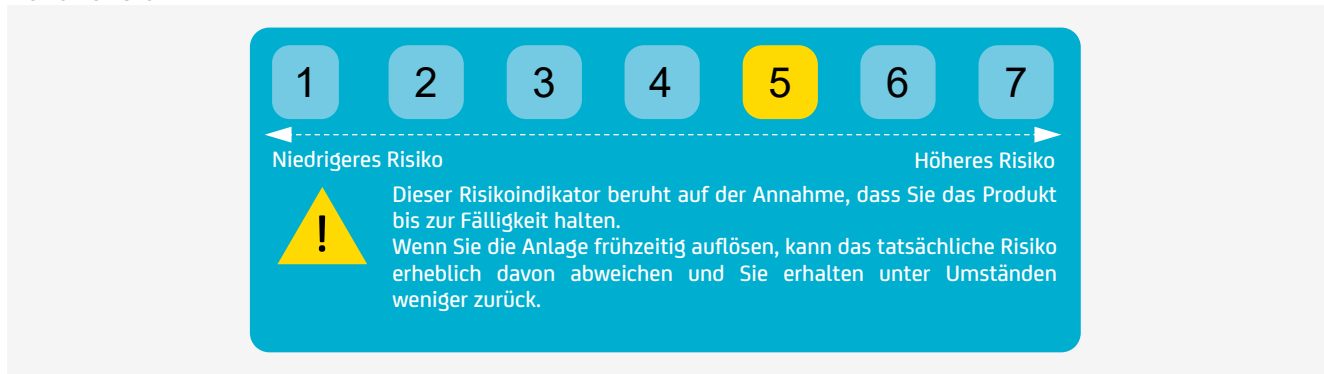 1 2 3 4 5 6 7
Niedrigeres Risiko Höheres Risiko
!
Dieser Risikoindikator beruht auf der Annahme, dass Sie das Produkt
bis zur Fälligkeit halten.
Wenn Sie die Anlage frühzeitig auflösen, kann das tatsächliche Risiko
erheblich davon abweichen und Sie erhalten unter Umständen
weniger zurück.